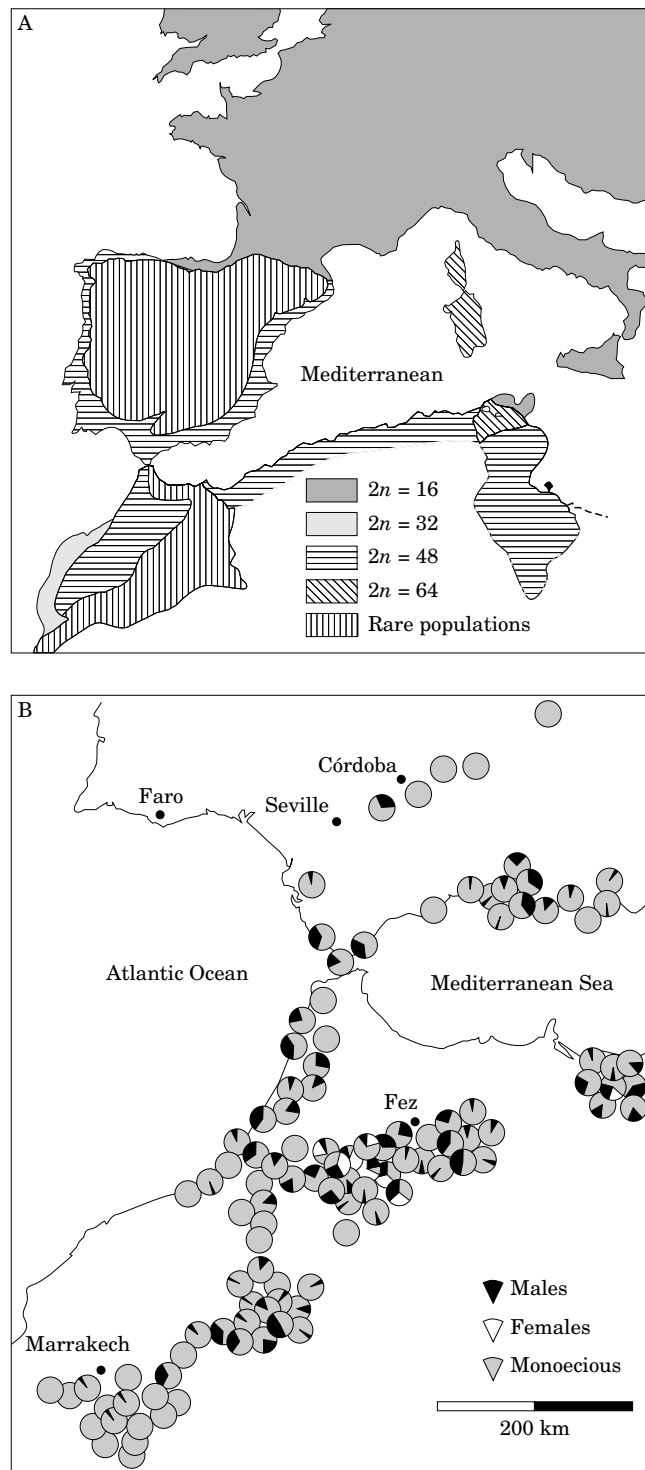 A
Mediterranean
2n = 16
2n = 32
2n = 48
2n = 64
Rare populations
B
Córdoba
Faro
Seville
Atlantic Ocean
Mediterranean Sea
Fez
Males
Females
Marrakech
Monoecious
200 km